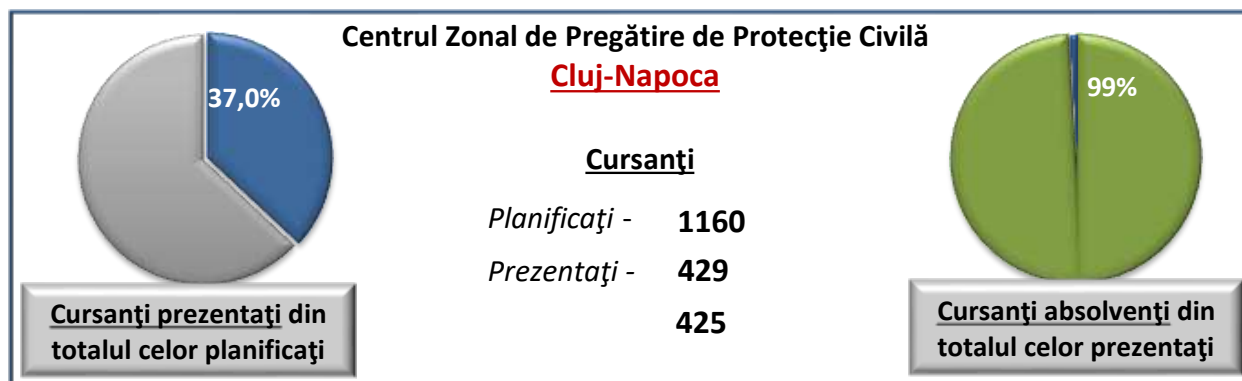 Centrul Zonal de Pregătire de Protecţie Civilă
Cluj-Napoca
37,0%
99%
Cursanţi
Planificaţi - 1160
Prezentaţi - 429
425
Cursanţi prezentaţi din
totalul celor planificaţi
Cursanţi absolvenţi din
totalul celor prezentaţi